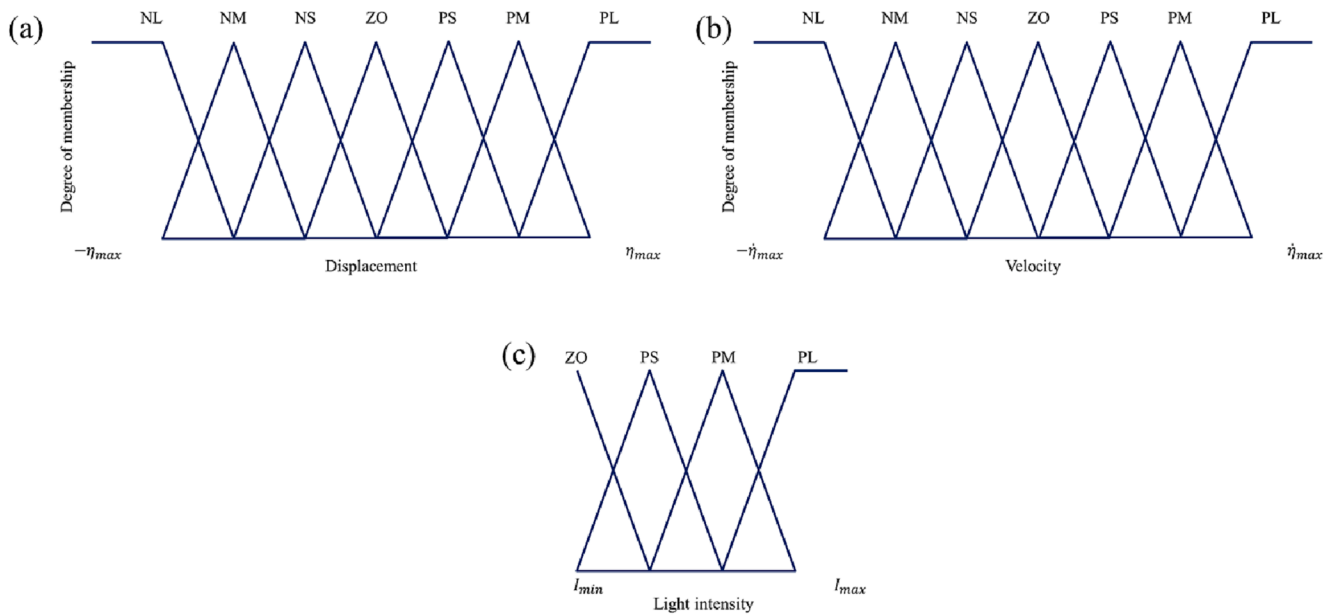 (a)
NL NM NS ZO PS PM PL
Degree of membership
−η_max η_max
Displacement
(b)
NL NM NS ZO PS PM PL
Degree of membership
−η̇_max η̇_max
Velocity
(c)
ZO PS PM PL
I_min I_max
Light intensity